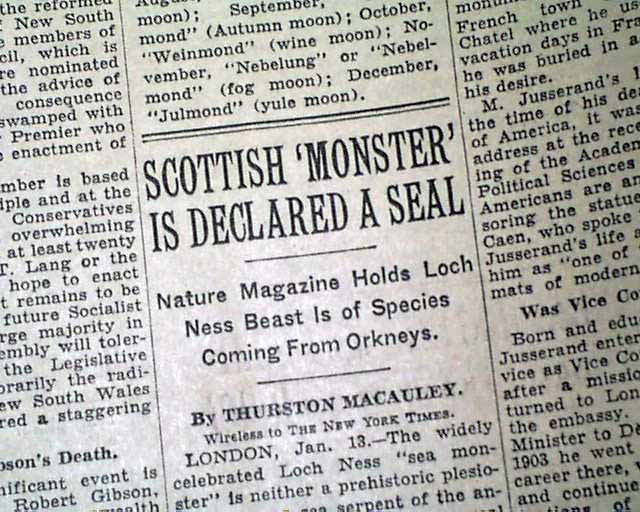 the reformed
New South
e members of
cil, which is
re nominated
the advice of
consequence
swamped with
Premier who
enactment of
mber is based
iple and at the
Conservatives
overwhelming
at least twenty
T. Lang or the
hope to enact
t remains to be
future Socialist
rge majority in
embly will toler-
the Legislative
orarily the radi-
ew South Wales
red a staggering
bson's Death.
nificant event is
Robert Gibson,
moon); September,
mond" (Autumn moon); October,
"Weinmond" (wine moon); No-
vember, "Nebelung" or "Nebel-
mond" (fog moon); December,
"Julmond" (yule moon).
SCOTTISH 'MONSTER'
IS DECLARED A SEAL
Nature Magazine Holds Loch
Ness Beast Is of Species
Coming From Orkneys.
By THURSTON MACAULEY.
Wireless to THE NEW YORK TIMES.
LONDON, Jan. 13.—The widely
celebrated Loch Ness "sea mon-
ster" is neither a prehistoric plesio-
sea serpent of the an-
French town
Chatel where he us
vacation days in Fra
he was buried in a
his desire.
M. Jusserand's l
the time of his dea
of America, it was
address at the rece
ing of the Academ
Political Sciences
Americans are an
soring the statue
Caen, who spoke
Jusserand's life a
him as "one of
mats of modern
Was Vice Co
Born and edu
Jusserand enter
vice as Vice Co
after a missio
turned to Lon
the embassy.
Minister to De
1903 he went
career there,
and continue